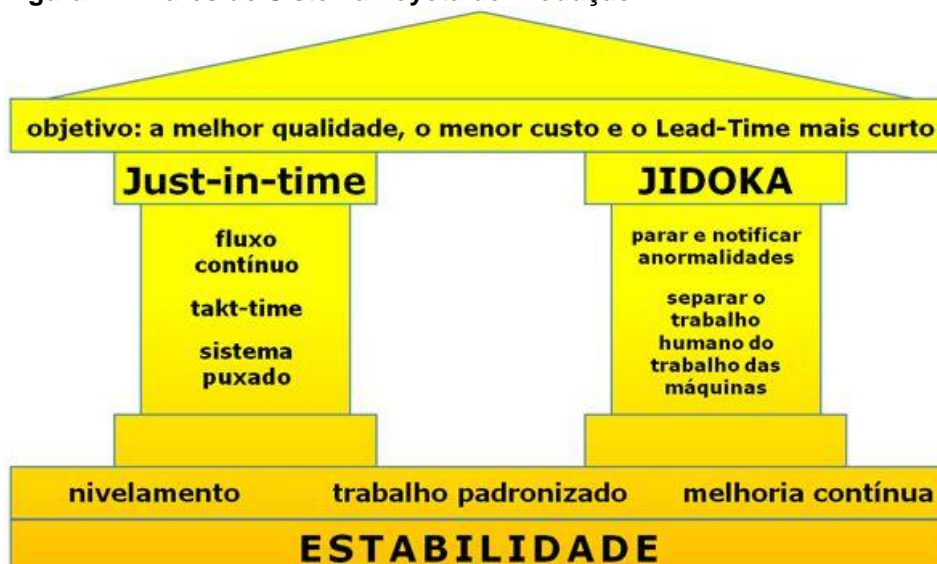 objetivo: a melhor qualidade, o menor custo e o Lead-Time mais curto
Just-in-time
fluxo
contínuo
takt-time
sistema
puxado
JIDOKA
parar e notificar
anormalidades
separar o
trabalho
humano do
trabalho das
máquinas
nivelamento trabalho padronizado melhoria contínua
ESTABILIDADE